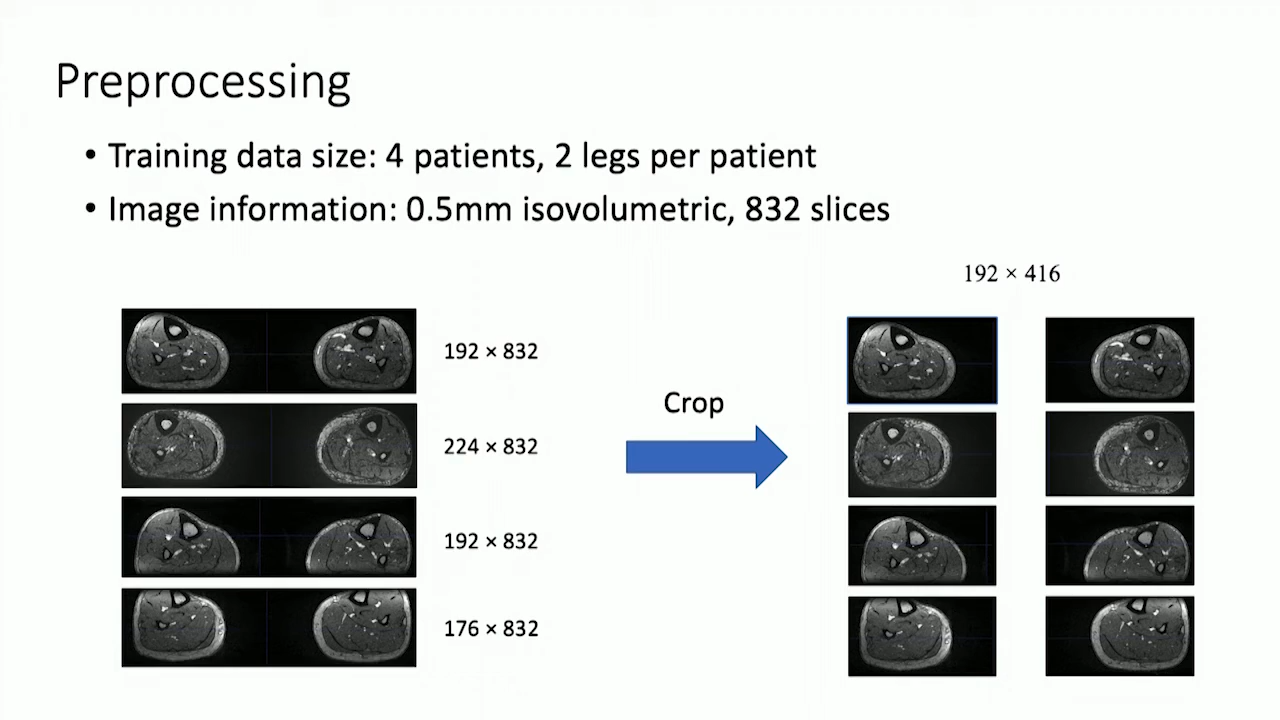 Preprocessing
• Training data size: 4 patients, 2 legs per patient
• Image information: 0.5mm isovolumetric, 832 slices
192 × 416
192 × 832
Crop
224 × 832
192 × 832
176 × 832